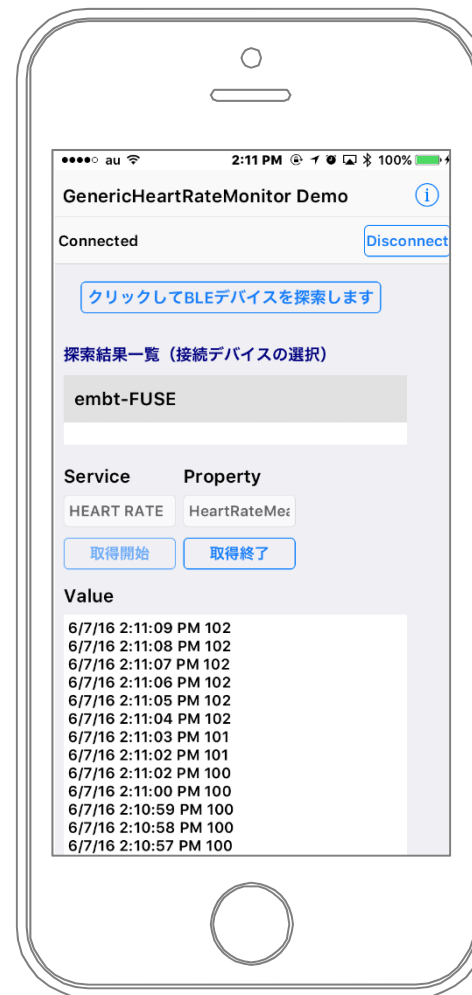 au 2:11 PM 100%
GenericHeartRateMonitor Demo
Connected Disconnect
クリックしてBLEデバイスを探索します
探索結果一覧（接続デバイスの選択）
embt-FUSE
Service Property
HEART RATE HeartRateMea
取得開始 取得終了
Value
6/7/16 2:11:09 PM 102
6/7/16 2:11:08 PM 102
6/7/16 2:11:07 PM 102
6/7/16 2:11:06 PM 102
6/7/16 2:11:05 PM 102
6/7/16 2:11:04 PM 102
6/7/16 2:11:03 PM 101
6/7/16 2:11:02 PM 101
6/7/16 2:11:02 PM 100
6/7/16 2:11:00 PM 100
6/7/16 2:10:59 PM 100
6/7/16 2:10:58 PM 100
6/7/16 2:10:57 PM 100